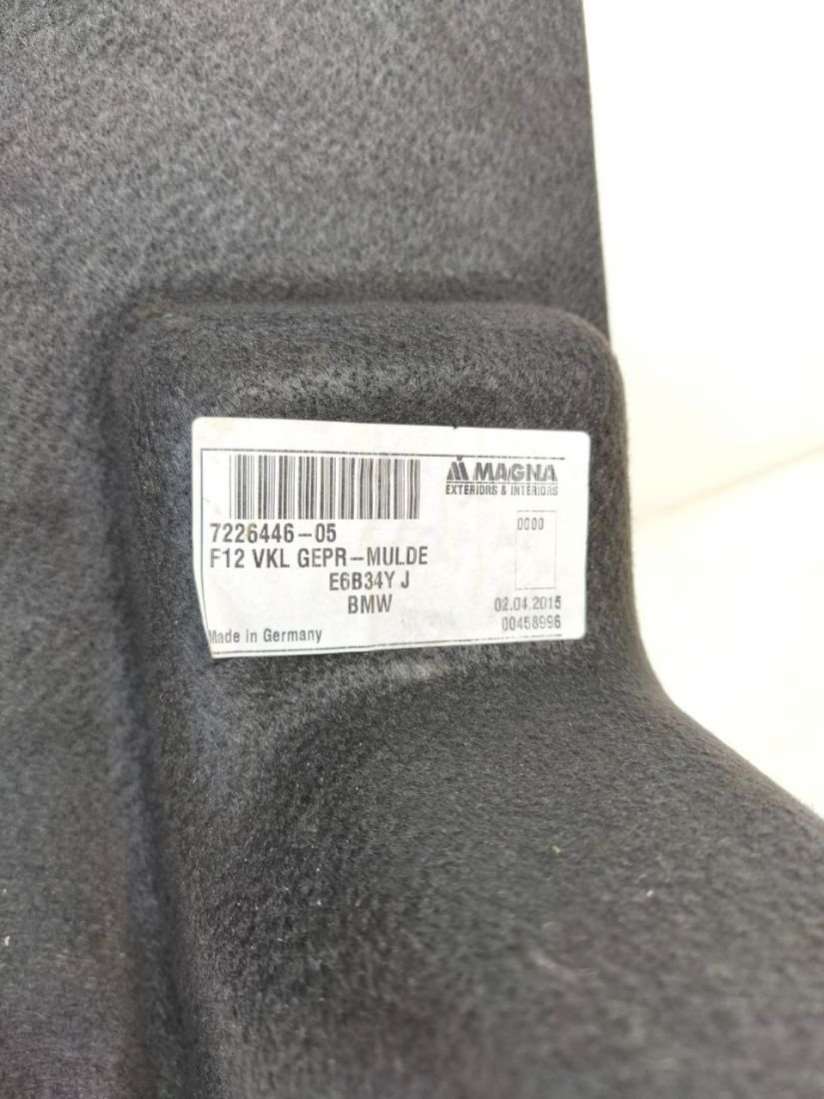 MAGNA
EXTERIORS & INTERIORS
7226446-05
0000
F12 VKL GEPR-MULDE
E6B34Y J
BMW
02.04.2015
00458996
Made in Germany